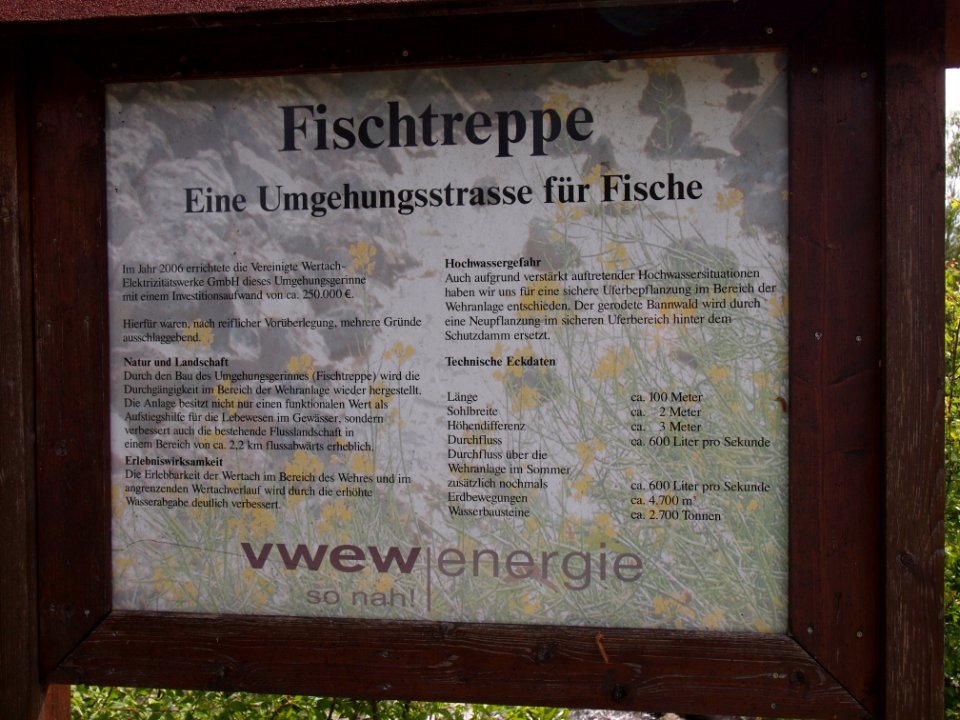 Fischtreppe
Eine Umgehungsstrasse für Fische
Im Jahr 2006 errichtete die Vereinigte Wertach-
Elektrizitätswerke GmbH dieses Umgehungsgerinne
mit einem Investitionsaufwand von ca. 250.000 €.
Hierfür waren, nach reiflicher Vorüberlegung, mehrere Gründe
ausschlaggebend.
Natur und Landschaft
Durch den Bau des Umgehungsgerinnes (Fischtreppe) wird die
Durchgängigkeit im Bereich der Wehranlage wieder hergestellt.
Die Anlage besitzt nicht nur einen funktionalen Wert als
Aufstiegshilfe für die Lebewesen im Gewässer, sondern
verbessert auch die bestehende Flusslandschaft in
einem Bereich von ca. 2,2 km flussabwärts erheblich.
Erlebniswirksamkeit
Die Erlebbarkeit der Wertach im Bereich des Wehres und im
angrenzenden Wertachverlauf wird durch die erhöhte
Wasserabgabe deutlich verbessert.
Hochwassergefahr
Auch aufgrund verstärkt auftretender Hochwassersituationen
haben wir uns für eine sichere Uferbepflanzung im Bereich der
Wehranlage entschieden. Der gerodete Bannwald wird durch
eine Neupflanzung im sicheren Uferbereich hinter dem
Schutzdamm ersetzt.
Technische Eckdaten
Länge ca. 100 Meter
Sohlbreite ca. 2 Meter
Höhendifferenz ca. 3 Meter
Durchfluss ca. 600 Liter pro Sekunde
Durchfluss über die
Wehranlage im Sommer
zusätzlich nochmals ca. 600 Liter pro Sekunde
Erdbewegungen ca. 4.700 m³
Wasserbausteine ca. 2.700 Tonnen
vwew energie
so nah!